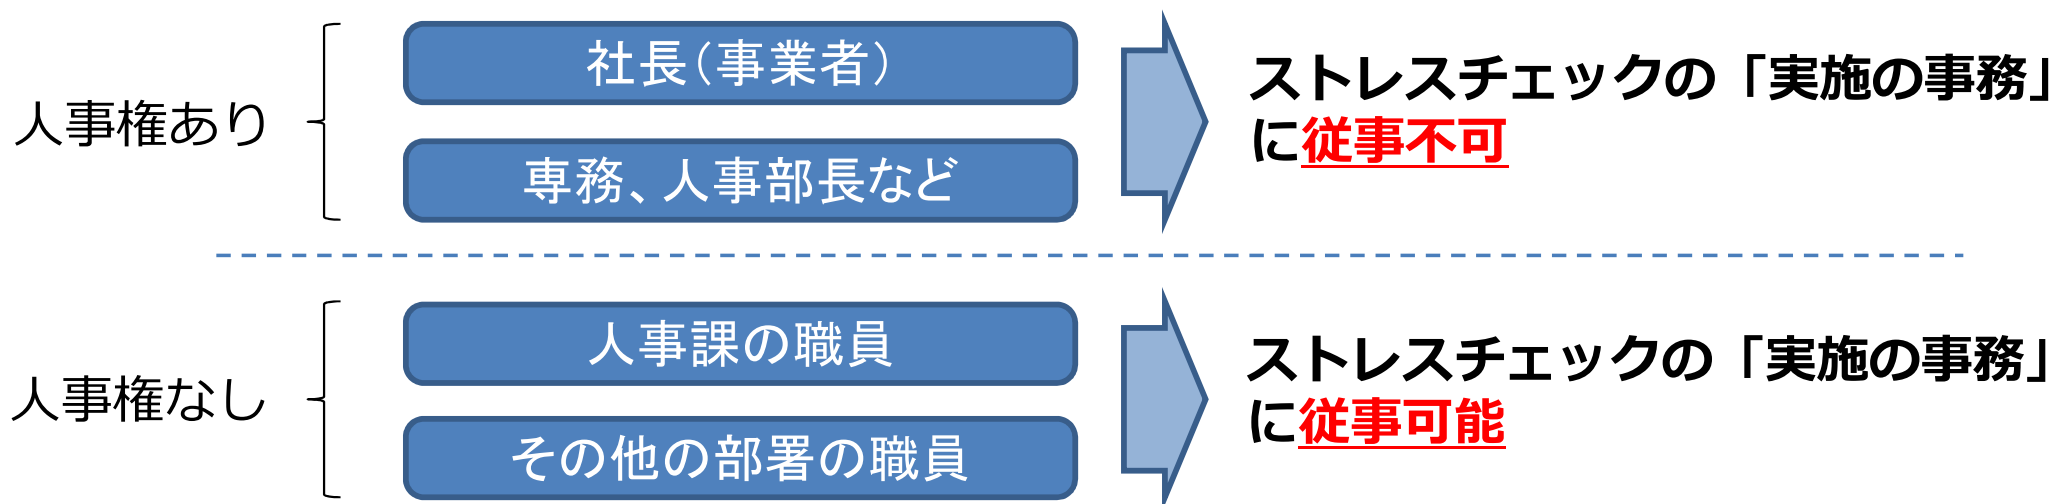 人事権あり
社長（事業者）
専務、人事部長など
ストレスチェックの「実施の事務」
に従事不可
人事権なし
人事課の職員
その他の部署の職員
ストレスチェックの「実施の事務」
に従事可能